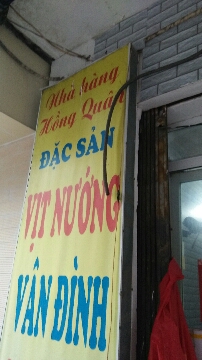 Nhà hàng
Hồng Quân
ĐẶC SẢN
VỊT NƯỚNG
VÂN ĐÌNH